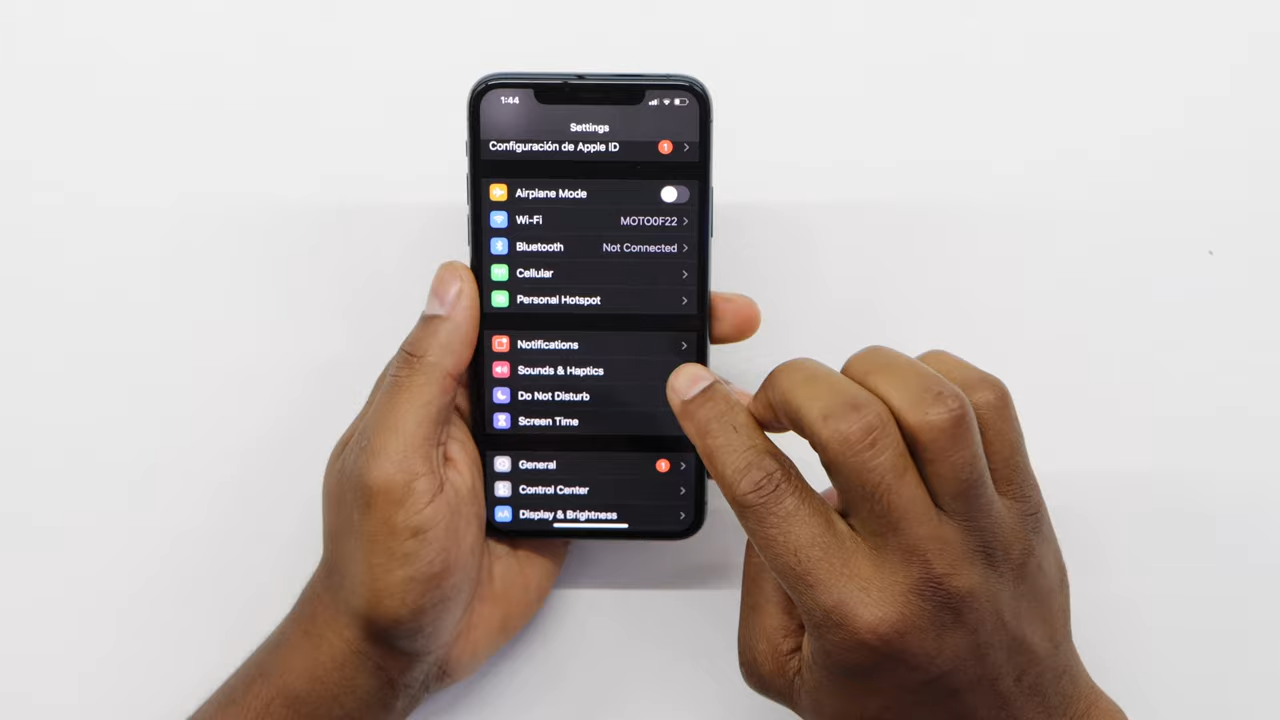 1:44
Settings
Configuración de Apple ID 1
Airplane Mode
Wi-Fi MOTO0F22
Bluetooth Not Connected
Cellular
Personal Hotspot
Notifications
Sounds & Haptics
Do Not Disturb
Screen Time
General 1
Control Center
AA Display & Brightness